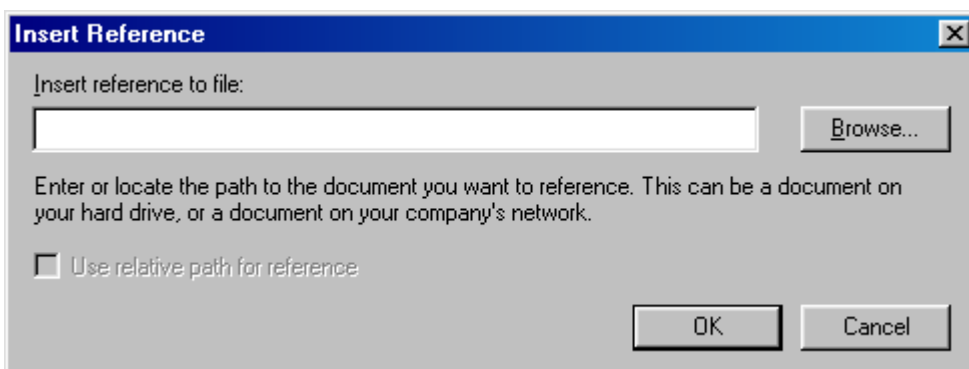 Insert Reference
Insert reference to file:
Browse...
Enter or locate the path to the document you want to reference. This can be a document on
your hard drive, or a document on your company's network.
Use relative path for reference
OK
Cancel